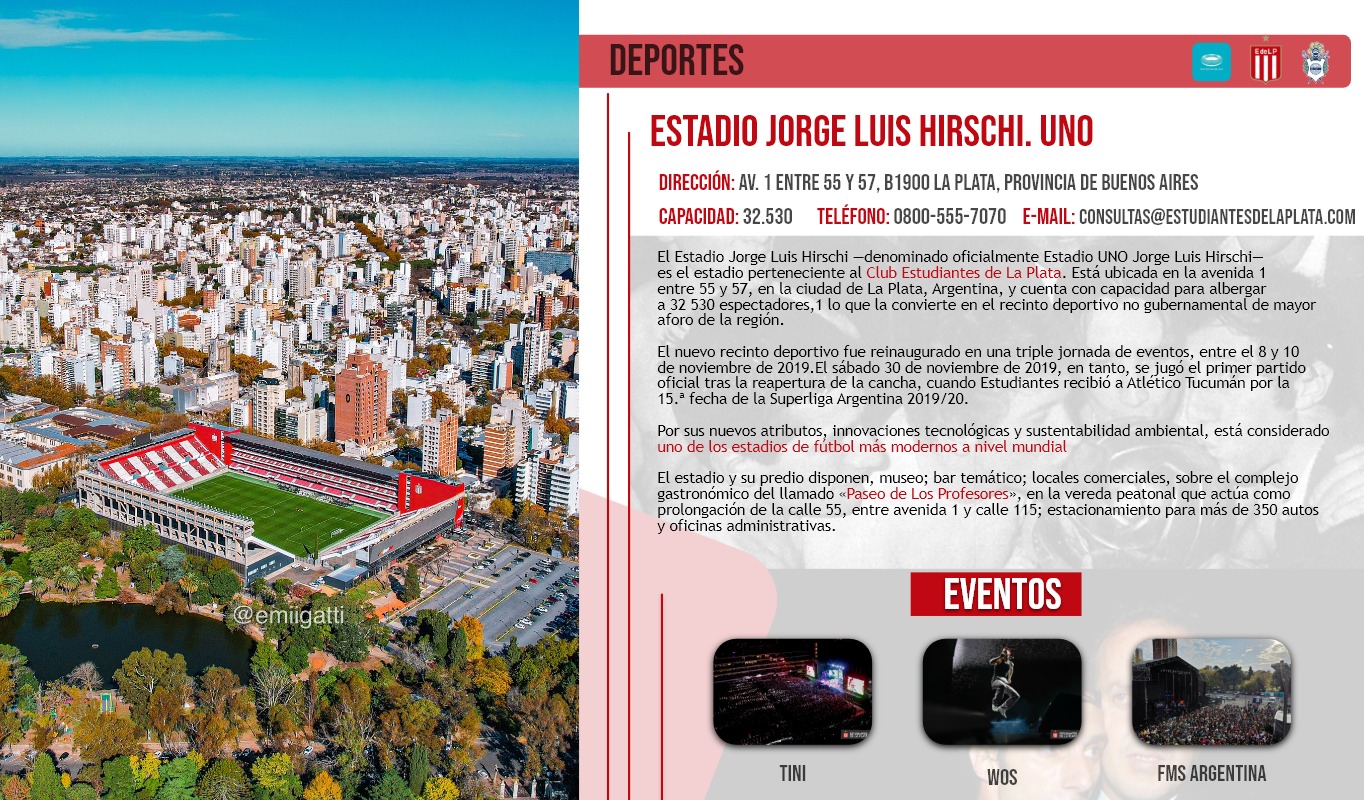 DEPORTES
EdeLP
ESTADIO JORGE LUIS HIRSCHI. UNO
DIRECCIÓN: AV. 1 ENTRE 55 Y 57, B1900 LA PLATA, PROVINCIA DE BUENOS AIRES
CAPACIDAD: 32.530 TELÉFONO: 0800-555-7070 E-MAIL: CONSULTAS@ESTUDIANTESDELAPLATA.COM
El Estadio Jorge Luis Hirschi —denominado oficialmente Estadio UNO Jorge Luis Hirschi—
es el estadio perteneciente al Club Estudiantes de La Plata. Está ubicada en la avenida 1
entre 55 y 57, en la ciudad de La Plata, Argentina, y cuenta con capacidad para albergar
a 32 530 espectadores,1 lo que la convierte en el recinto deportivo no gubernamental de mayor
aforo de la región.
El nuevo recinto deportivo fue reinaugurado en una triple jornada de eventos, entre el 8 y 10
de noviembre de 2019.El sábado 30 de noviembre de 2019, en tanto, se jugó el primer partido
oficial tras la reapertura de la cancha, cuando Estudiantes recibió a Atlético Tucumán por la
15.ª fecha de la Superliga Argentina 2019/20.
Por sus nuevos atributos, innovaciones tecnológicas y sustentabilidad ambiental, está considerado
uno de los estadios de fútbol más modernos a nivel mundial
El estadio y su predio disponen, museo; bar temático; locales comerciales, sobre el complejo
gastronómico del llamado «Paseo de Los Profesores», en la vereda peatonal que actúa como
prolongación de la calle 55, entre avenida 1 y calle 115; estacionamiento para más de 350 autos
y oficinas administrativas.
@emiigatti
EVENTOS
TINI
WOS
FMS ARGENTINA